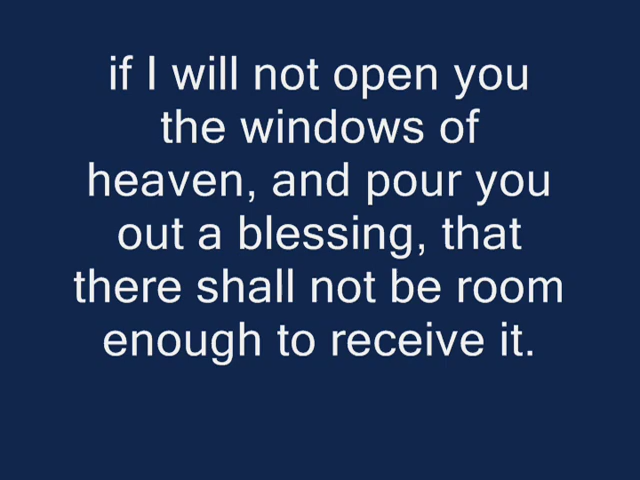 if I will not open you
the windows of
heaven, and pour you
out a blessing, that
there shall not be room
enough to receive it.